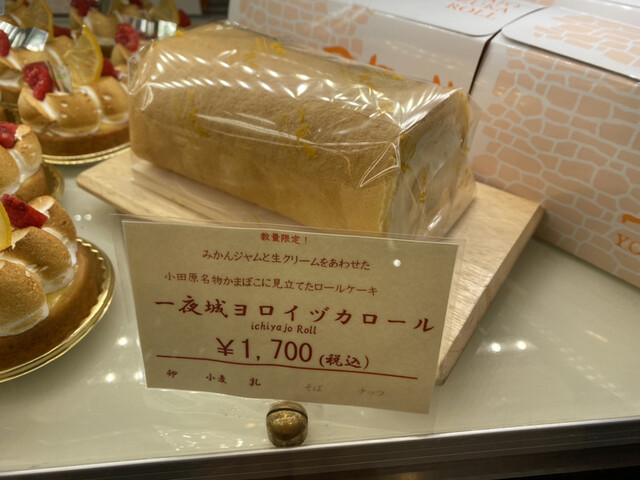 数量限定!
みかんジャムと生クリームをあわせた
小田原名物かまぼこに見立てたロールケーキ
一夜城ヨロイヅカロール
ichiyajo Roll
¥1,700(税込)
卵 小麦 乳 そば ナッツ
ROLL